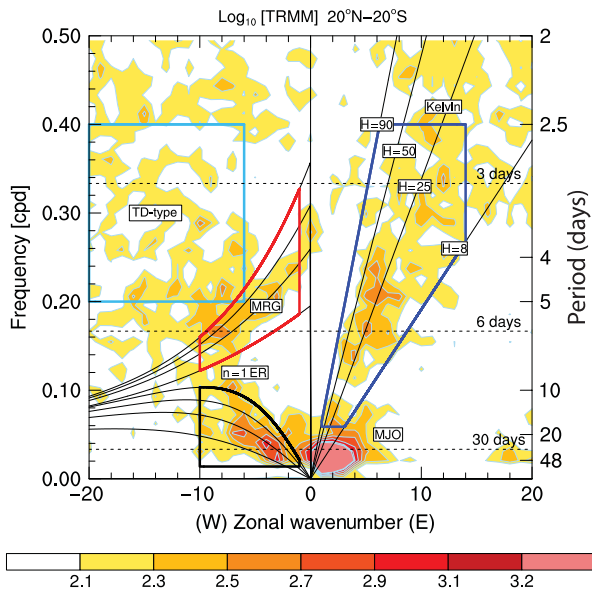 Log10 [TRMM] 20°N−20°S
0.50
0.40
0.30
0.20
0.10
0.00
Frequency [cpd]
2
2.5
3 days
4
5
6 days
10
20
30 days
48
Period (days)
Kelvin
H=90
H=50
H=25
H=8
TD-type
MRG
n=1 ER
MJO
−20
−10
0
10
20
(W) Zonal wavenumber (E)
2.1
2.3
2.5
2.7
2.9
3.1
3.2